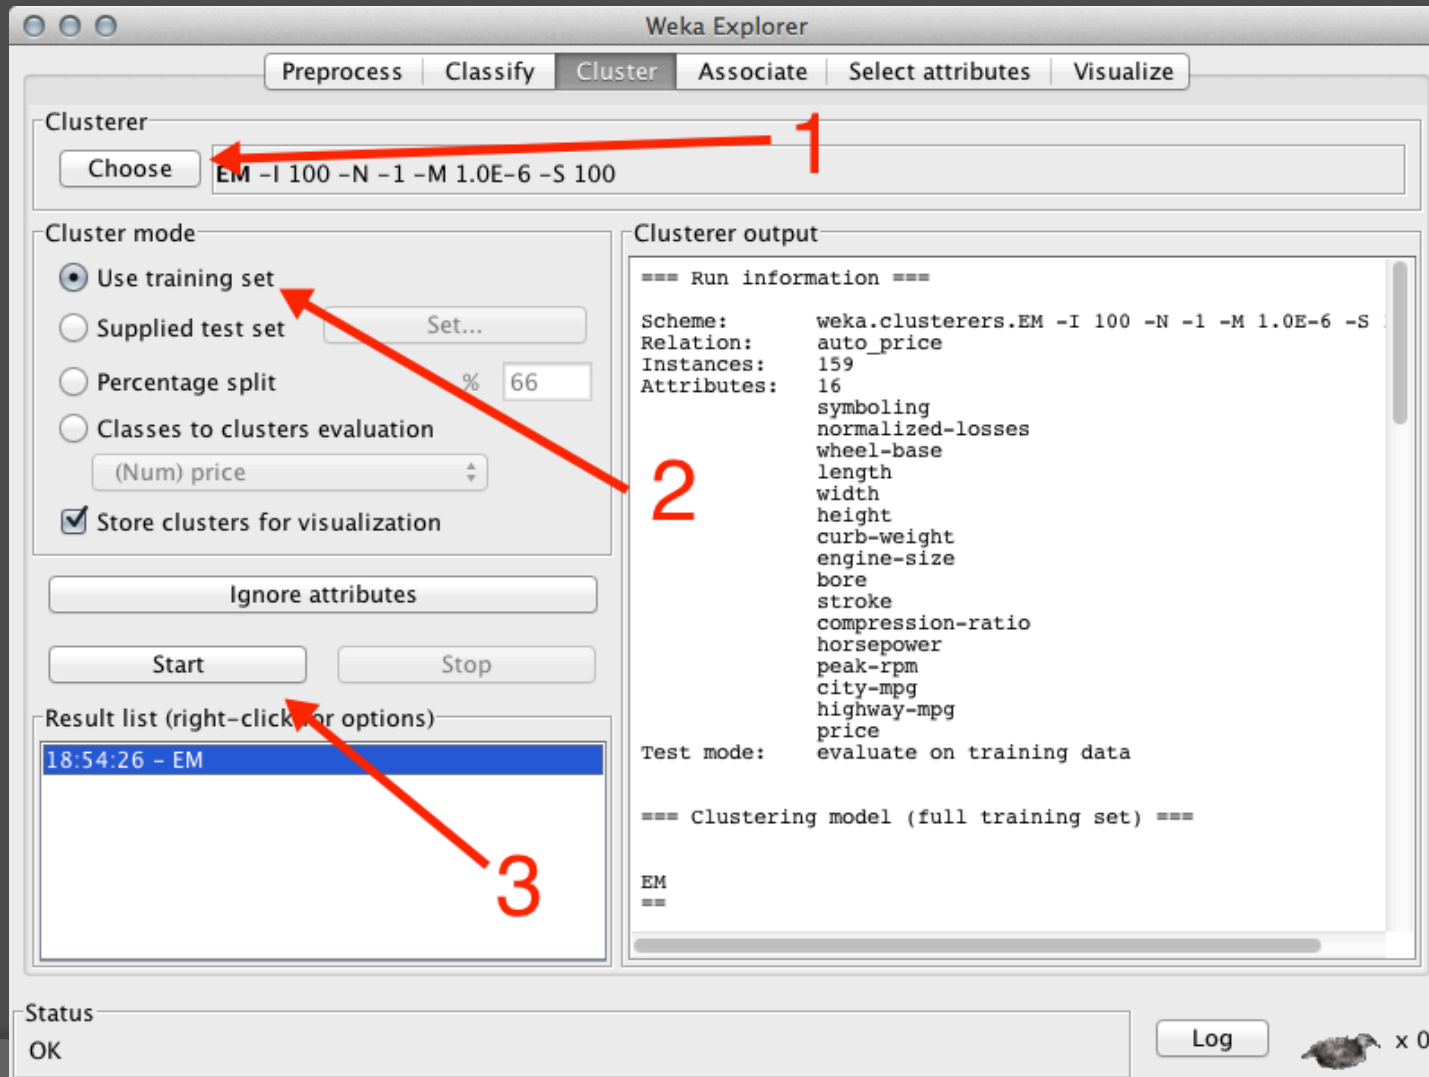 Weka Explorer
Preprocess Classify Cluster Associate Select attributes Visualize
Clusterer
Choose
EM -I 100 -N -1 -M 1.0E-6 -S 100
1
Cluster mode
Use training set
Supplied test set Set...
Percentage split % 66
Classes to clusters evaluation
(Num) price
Store clusters for visualization
2
Ignore attributes
Start Stop
Result list (right-click for options)
18:54:26 - EM
3
Clusterer output
=== Run information ===
Scheme: weka.clusterers.EM -I 100 -N -1 -M 1.0E-6 -S
Relation: auto_price
Instances: 159
Attributes: 16
symboling
normalized-losses
wheel-base
length
width
height
curb-weight
engine-size
bore
stroke
compression-ratio
horsepower
peak-rpm
city-mpg
highway-mpg
price
Test mode: evaluate on training data
=== Clustering model (full training set) ===
EM
==
Status
OK
Log
x 0